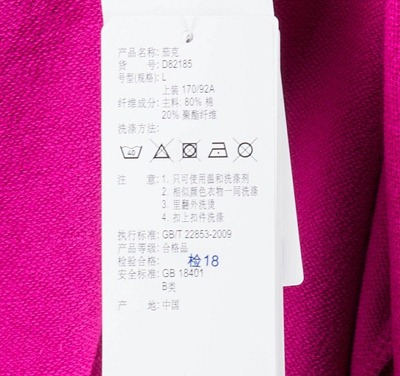 产品名称: 茄克
货 号: D82185
号型(规格): L
上装 170/92A
纤维成分: 主料: 80% 棉
20% 聚酯纤维
洗涤方法:
40
注意: 1. 只可使用温和洗涤剂
2. 相似颜色衣物一同洗涤
3. 里翻外洗烫
4. 扣上扣件洗涤
执行标准: GB/T 22853-2009
产品等级: 合格品
检验合格: 检18
安全标准: GB 18401
B类
产 地: 中国